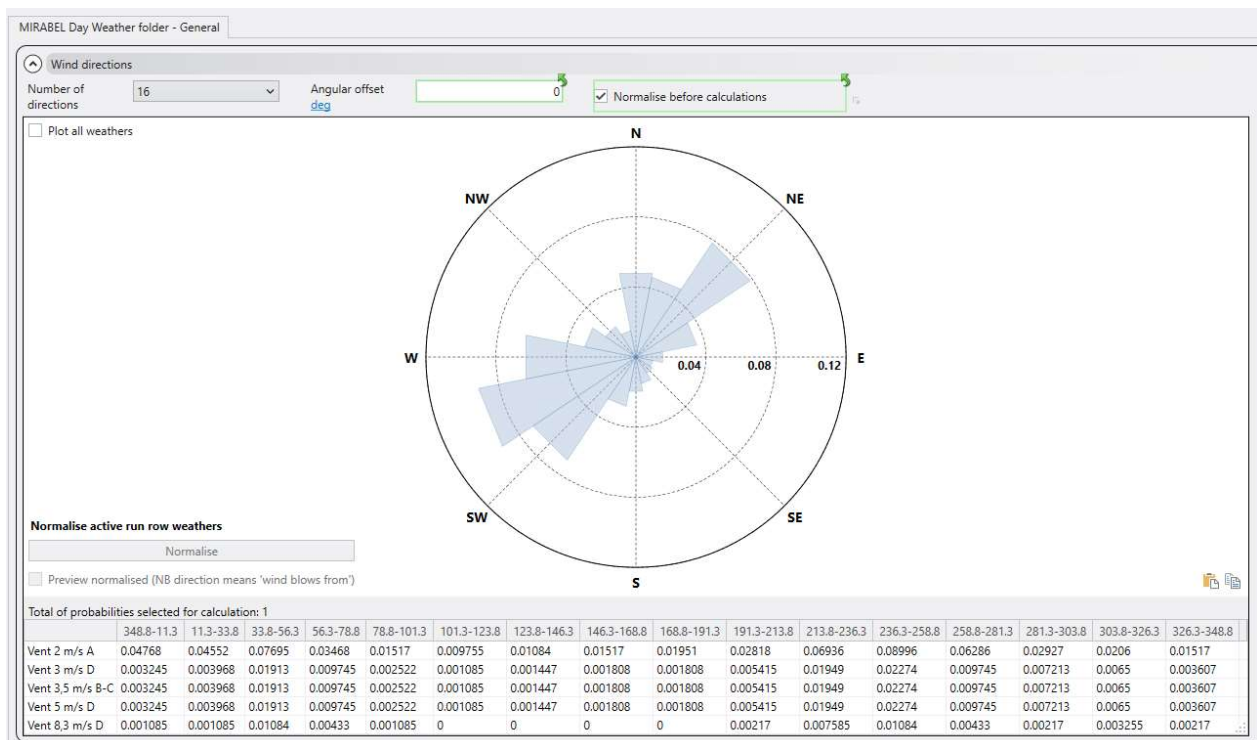 MIRABEL Day Weather folder - General
Wind directions
Number of directions 16 Angular offset deg 0 Normalise before calculations
Plot all weathers
N
NW NE
W 0.04 0.08 0.12 E
SW SE
S
Normalise active run row weathers
Normalise
Preview normalised (NB direction means 'wind blows from')
Total of probabilities selected for calculation: 1
348.8-11.3 11.3-33.8 33.8-56.3 56.3-78.8 78.8-101.3 101.3-123.8 123.8-146.3 146.3-168.8 168.8-191.3 191.3-213.8 213.8-236.3 236.3-258.8 258.8-281.3 281.3-303.8 303.8-326.3 326.3-348.8
Vent 2 m/s A 0.04768 0.04552 0.07695 0.03468 0.01517 0.009755 0.01084 0.01517 0.01951 0.02818 0.06936 0.08996 0.06286 0.02927 0.0206 0.01517
Vent 3 m/s D 0.003245 0.003968 0.01913 0.009745 0.002522 0.001085 0.001447 0.001808 0.001808 0.005415 0.01949 0.02274 0.009745 0.007213 0.0065 0.003607
Vent 3,5 m/s B-C 0.003245 0.003968 0.01913 0.009745 0.002522 0.001085 0.001447 0.001808 0.001808 0.005415 0.01949 0.02274 0.009745 0.007213 0.0065 0.003607
Vent 5 m/s D 0.003245 0.003968 0.01913 0.009745 0.002522 0.001085 0.001447 0.001808 0.001808 0.005415 0.01949 0.02274 0.009745 0.007213 0.0065 0.003607
Vent 8,3 m/s D 0.001085 0.001085 0.01084 0.00433 0.001085 0 0 0 0 0.00217 0.007585 0.01084 0.00433 0.00217 0.003255 0.00217